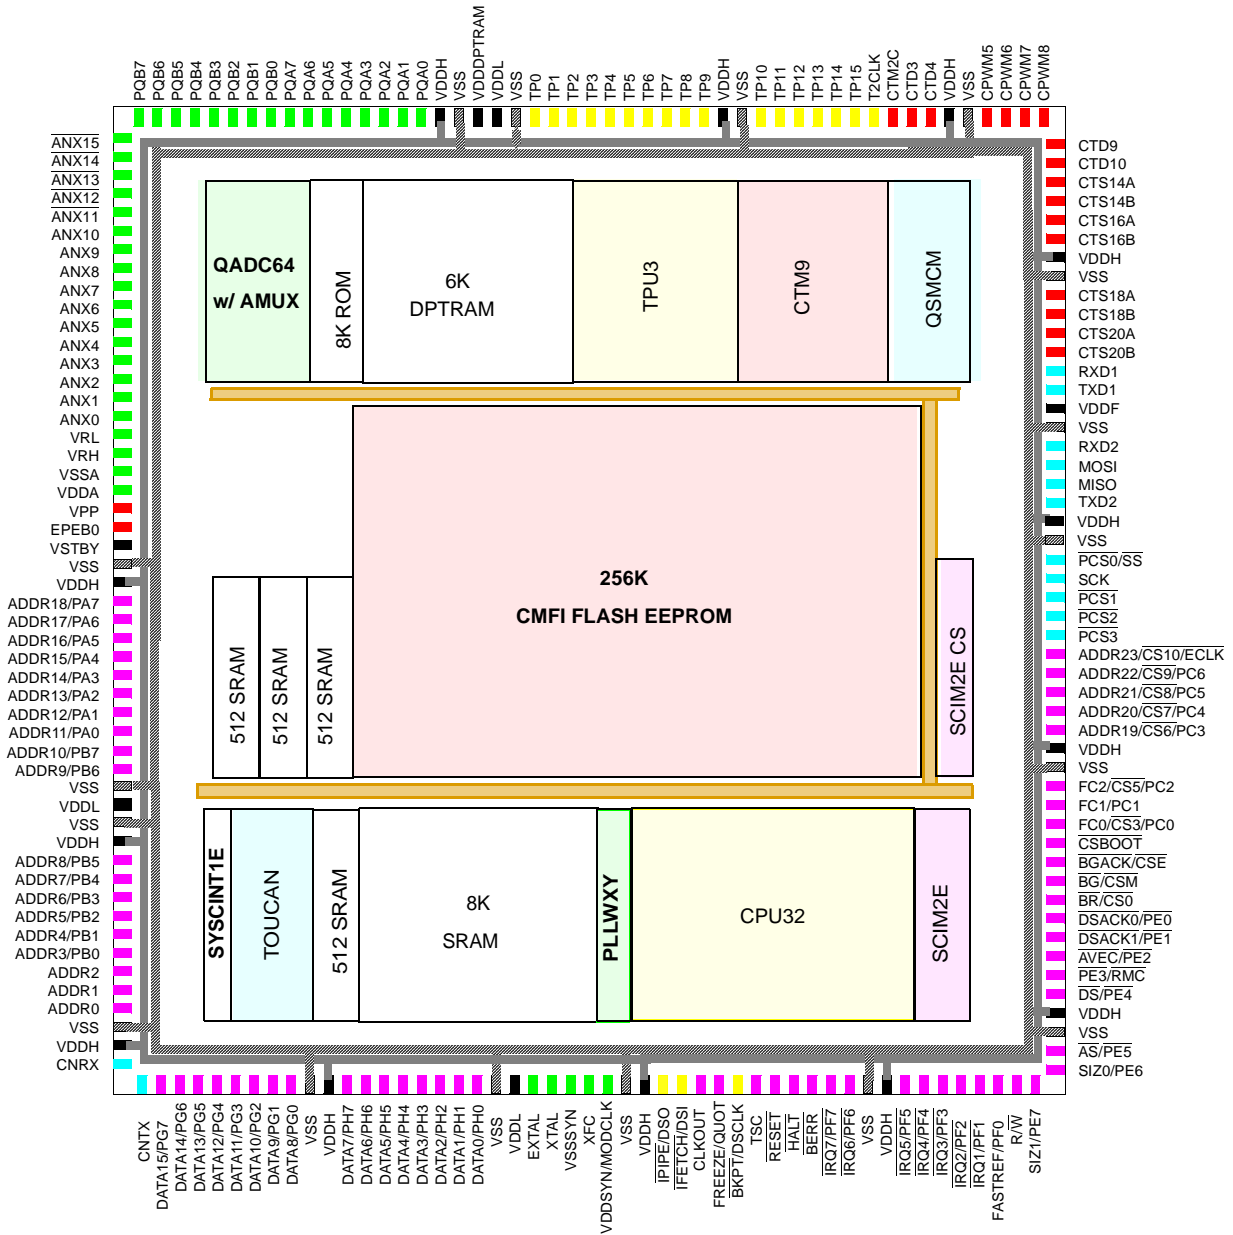 PQB7
PQB6
PQB5
PQB4
PQB3
PQB2
PQB1
PQB0
PQA7
PQA6
PQA5
PQA4
PQA3
PQA2
PQA1
PQA0
VDDH
VSS
VDDDPTRAM
VDDL
VSS
TP0
TP1
TP2
TP3
TP4
TP5
TP6
TP7
TP8
TP9
VDDH
VSS
TP10
TP11
TP12
TP13
TP14
TP15
T2CLK
CTM2C
CTD3
CTD4
VDDH
VSS
CPWM5
CPWM6
CPWM7
CPWM8
ANX15
ANX14
ANX13
ANX12
ANX11
ANX10
ANX9
ANX8
ANX7
ANX6
ANX5
ANX4
ANX3
ANX2
ANX1
ANX0
VRL
VRH
VSSA
VDDA
VPP
EPEB0
VSTBY
VSS
VDDH
ADDR18/PA7
ADDR17/PA6
ADDR16/PA5
ADDR15/PA4
ADDR14/PA3
ADDR13/PA2
ADDR12/PA1
ADDR11/PA0
ADDR10/PB7
ADDR9/PB6
VSS
VDDL
VSS
VDDH
ADDR8/PB5
ADDR7/PB4
ADDR6/PB3
ADDR5/PB2
ADDR4/PB1
ADDR3/PB0
ADDR2
ADDR1
ADDR0
VSS
VDDH
CNRX
QADC64
w/ AMUX
8K ROM
6K
DPTRAM
TPU3
CTM9
QSMCM
256K
CMFI FLASH EEPROM
512 SRAM
512 SRAM
512 SRAM
SCIM2E CS
SYSCINT1E
TOUCAN
512 SRAM
8K
SRAM
PLLWXY
CPU32
SCIM2E
CTD9
CTD10
CTS14A
CTS14B
CTS16A
CTS16B
VDDH
VSS
CTS18A
CTS18B
CTS20A
CTS20B
RXD1
TXD1
VDDF
VSS
RXD2
MOSI
MISO
TXD2
VDDH
VSS
PCS0/SS
SCK
PCS1
PCS2
PCS3
ADDR23/CS10/ECLK
ADDR22/CS9/PC6
ADDR21/CS8/PC5
ADDR20/CS7/PC4
ADDR19/CS6/PC3
VDDH
VSS
FC2/CS5/PC2
FC1/PC1
FC0/CS3/PC0
CSBOOT
BGACK/CSE
BG/CSM
BR/CS0
DSACK0/PE0
DSACK1/PE1
AVEC/PE2
PE3/RMC
DS/PE4
VDDH
VSS
AS/PE5
SIZ0/PE6
CNTX
DATA15/PG7
DATA14/PG6
DATA13/PG5
DATA12/PG4
DATA11/PG3
DATA10/PG2
DATA9/PG1
DATA8/PG0
VSS
VDDH
DATA7/PH7
DATA6/PH6
DATA5/PH5
DATA4/PH4
DATA3/PH3
DATA2/PH2
DATA1/PH1
DATA0/PH0
VSS
VDDL
EXTAL
XTAL
VSSSYN
XFC
VDDSYN/MODCLK
VSS
VDDH
IPIPE/DSO
IFETCH/DSI
CLKOUT
FREEZE/QUOT
BKPT/DSCLK
TSC
RESET
HALT
BERR
IRQ7/PF7
IRQ6/PF6
VSS
VDDH
IRQ5/PF5
IRQ4/PF4
IRQ3/PF3
IRQ2/PF2
IRQ1/PF1
FASTREF/PF0
R/W
SIZ1/PE7